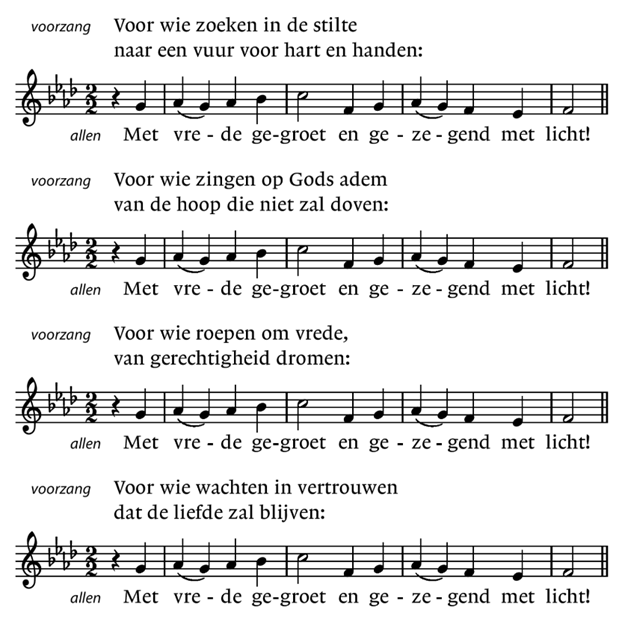 voorzang Voor wie zoeken in de stilte
naar een vuur voor hart en handen:
allen Met vre - de ge-groet en ge - ze - gend met licht!
voorzang Voor wie zingen op Gods adem
van de hoop die niet zal doven:
allen Met vre - de ge-groet en ge - ze - gend met licht!
voorzang Voor wie roepen om vrede,
van gerechtigheid dromen:
allen Met vre - de ge-groet en ge - ze - gend met licht!
voorzang Voor wie wachten in vertrouwen
dat de liefde zal blijven:
allen Met vre - de ge-groet en ge - ze - gend met licht!